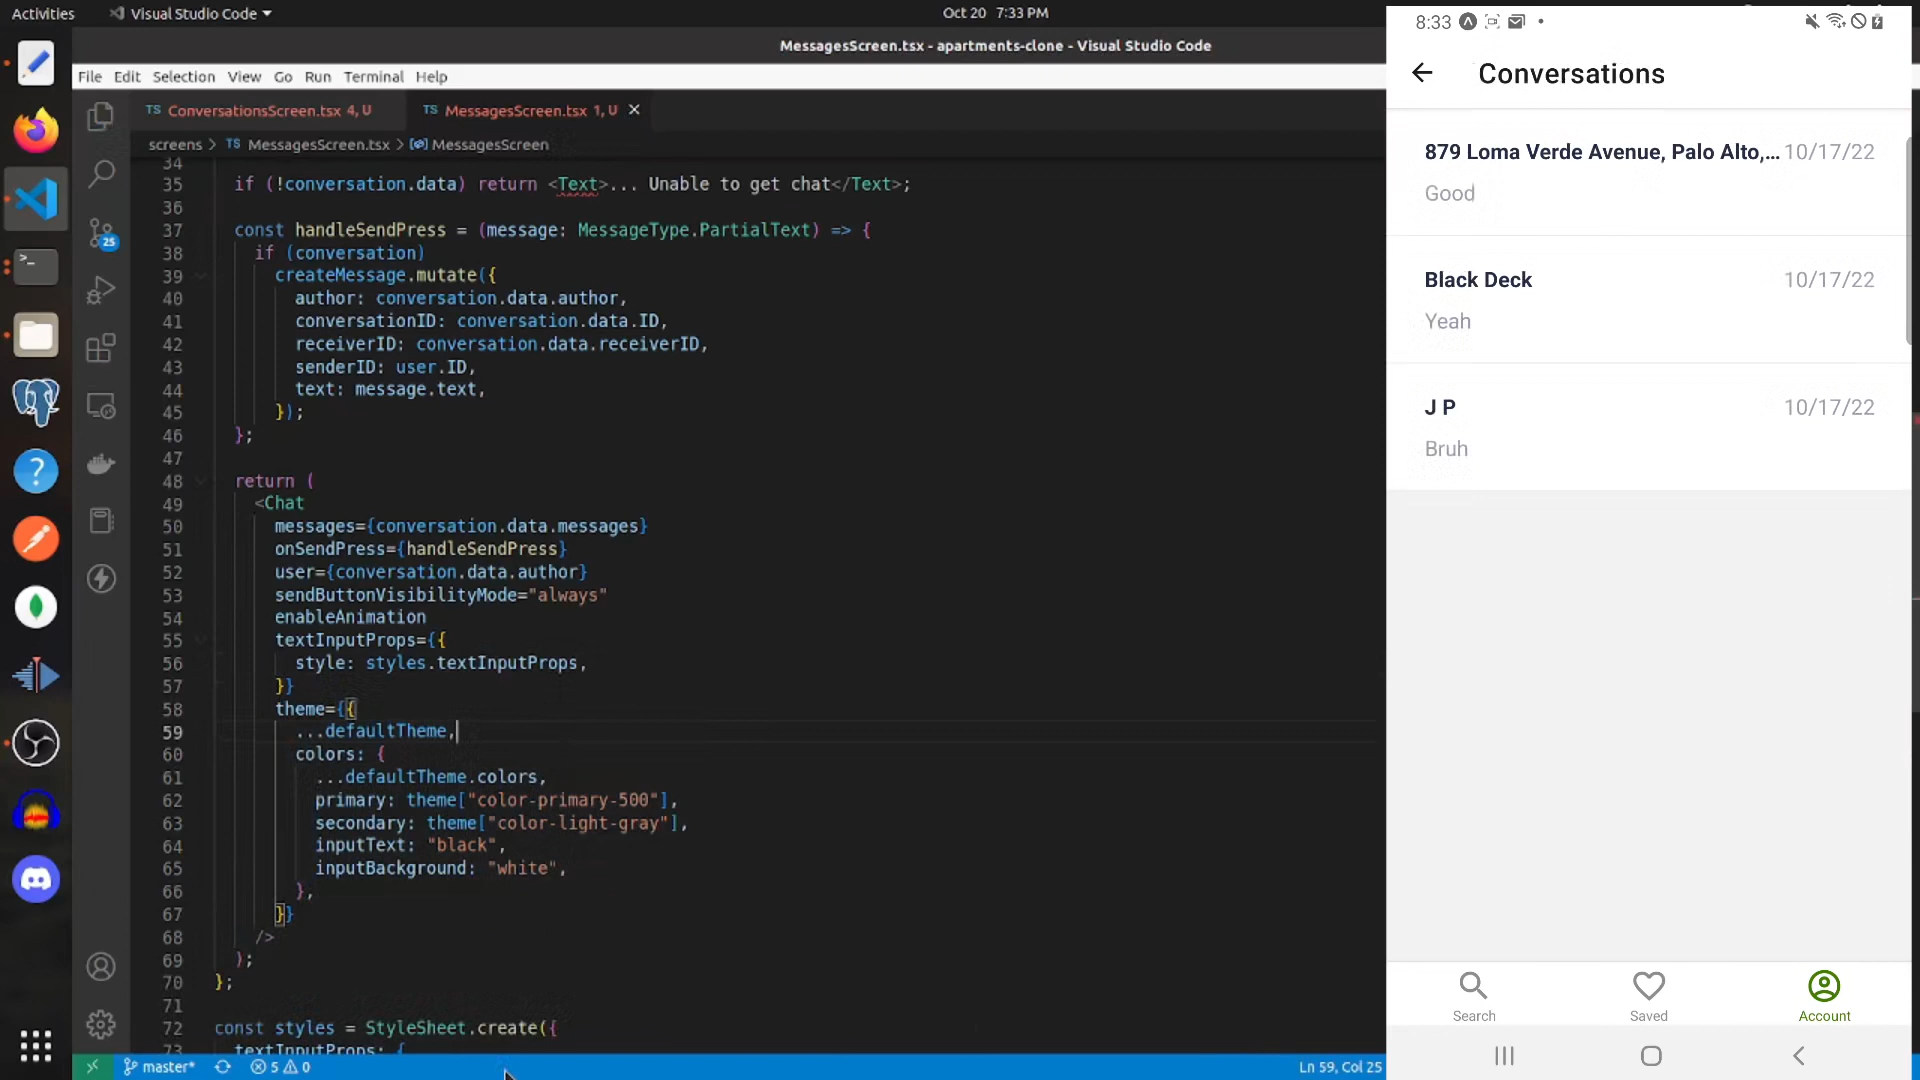 Activities
Visual Studio Code
Oct 20 7:33 PM
MessagesScreen.tsx - apartments-clone - Visual Studio Code
File Edit Selection View Go Run Terminal Help
TS ConversationsScreen.tsx 4, U
TS MessagesScreen.tsx 1, U
screens > TS MessagesScreen.tsx > MessagesScreen
34
35 if (!conversation.data) return <Text>... Unable to get chat</Text>;
36
37 const handleSendPress = (message: MessageType.PartialText) => {
38 if (conversation)
39 createMessage.mutate({
40 author: conversation.data.author,
41 conversationID: conversation.data.ID,
42 receiverID: conversation.data.receiverID,
43 senderID: user.ID,
44 text: message.text,
45 });
46 };
47
48 return (
49 <Chat
50 messages={conversation.data.messages}
51 onSendPress={handleSendPress}
52 user={conversation.data.author}
53 sendButtonVisibilityMode="always"
54 enableAnimation
55 textInputProps={{
56 style: styles.textInputProps,
57 }}
58 theme={{
59 ...defaultTheme,
60 colors: {
61 ...defaultTheme.colors,
62 primary: theme["color-primary-500"],
63 secondary: theme["color-light-gray"],
64 inputText: "black",
65 inputBackground: "white",
66 },
67 }}
68 />
69 );
70 };
71
72 const styles = StyleSheet.create({
73 textInputProps: {
25
master*
5 0
Ln 59, Col 25
8:33
Conversations
879 Loma Verde Avenue, Palo Alto,... 10/17/22
Good
Black Deck 10/17/22
Yeah
J P 10/17/22
Bruh
Search
Saved
Account